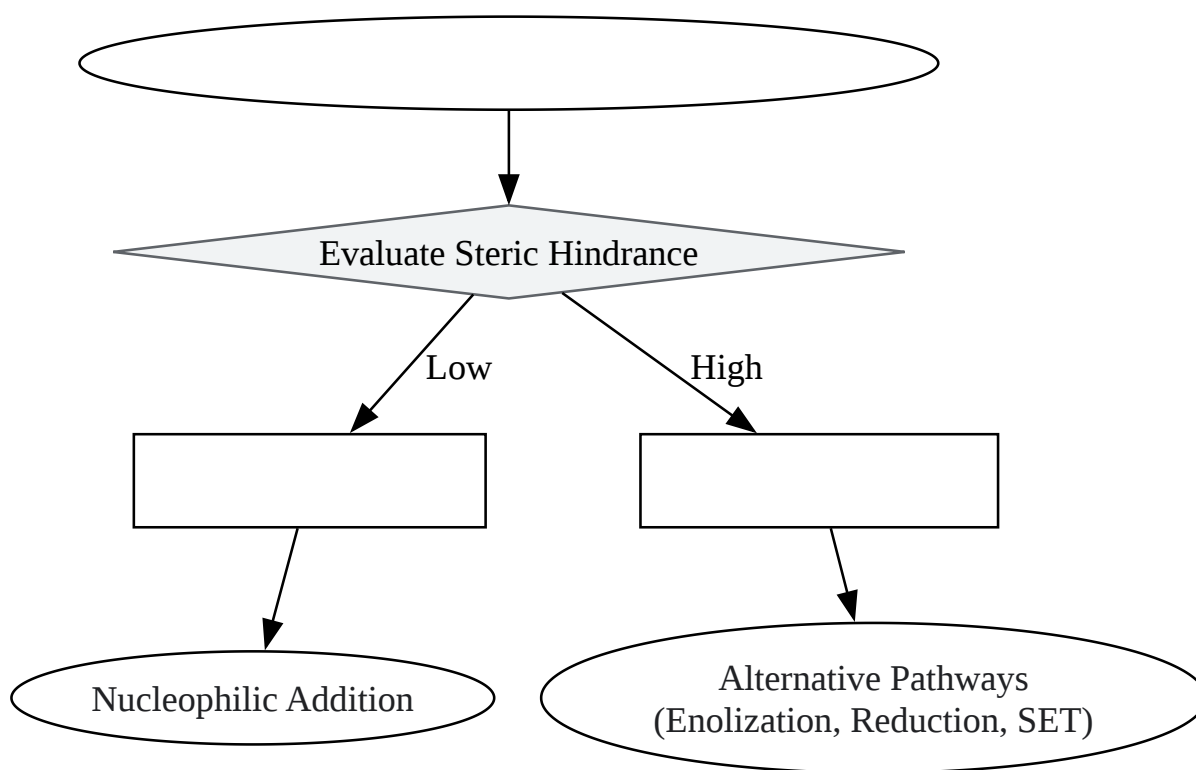 Evaluate Steric Hindrance
Low
High
Nucleophilic Addition
Alternative Pathways
(Enolization, Reduction, SET)